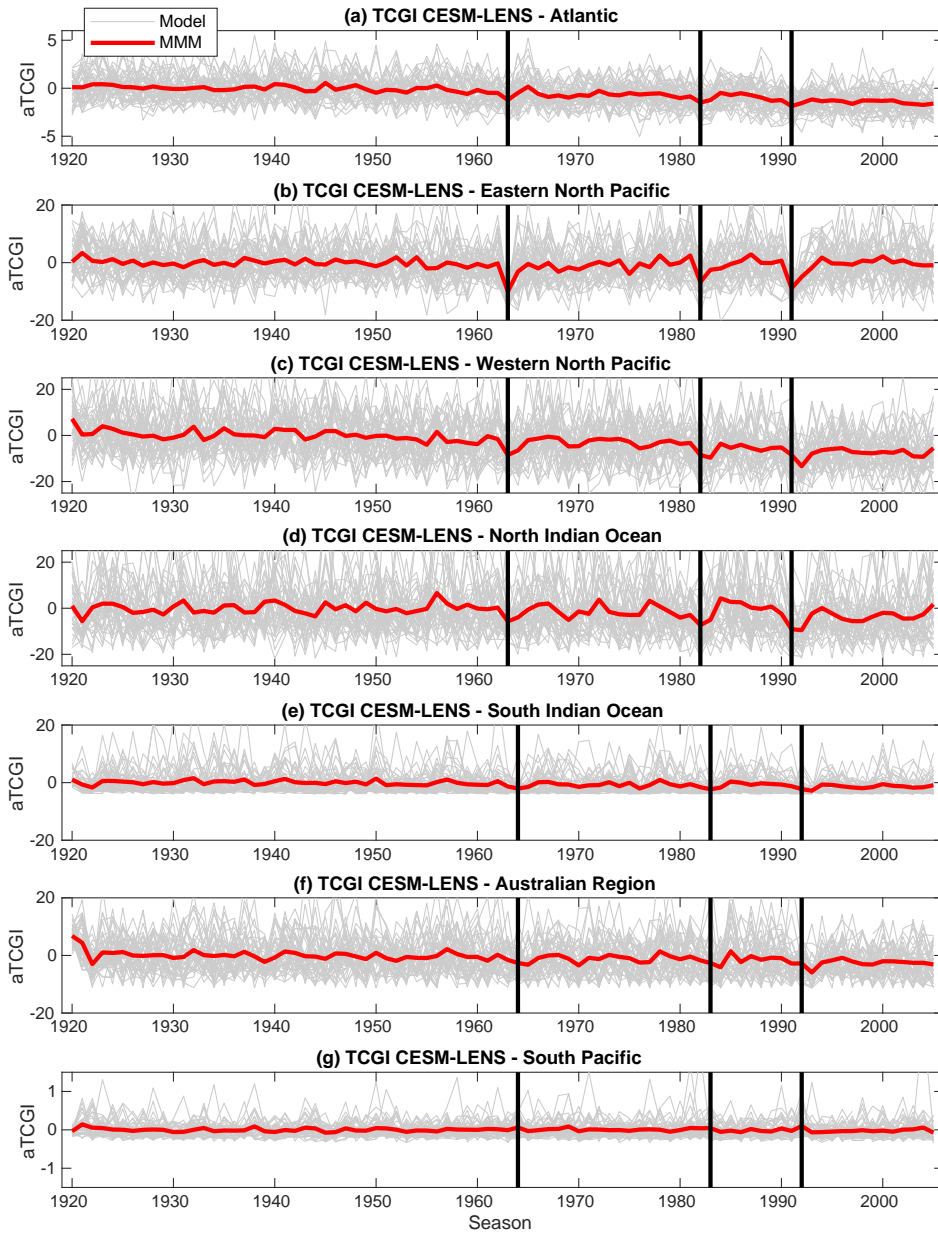 (a) TCGI CESM-LENS - Atlantic
Model
MMM
aTCGI
5
0
-5
1920 1930 1940 1950 1960 1970 1980 1990 2000
(b) TCGI CESM-LENS - Eastern North Pacific
aTCGI
20
0
-20
1920 1930 1940 1950 1960 1970 1980 1990 2000
(c) TCGI CESM-LENS - Western North Pacific
aTCGI
20
0
-20
1920 1930 1940 1950 1960 1970 1980 1990 2000
(d) TCGI CESM-LENS - North Indian Ocean
aTCGI
20
0
-20
1920 1930 1940 1950 1960 1970 1980 1990 2000
(e) TCGI CESM-LENS - South Indian Ocean
aTCGI
20
0
-20
1920 1930 1940 1950 1960 1970 1980 1990 2000
(f) TCGI CESM-LENS - Australian Region
aTCGI
20
0
-20
1920 1930 1940 1950 1960 1970 1980 1990 2000
(g) TCGI CESM-LENS - South Pacific
aTCGI
1
0
-1
1920 1930 1940 1950 1960 1970 1980 1990 2000
Season